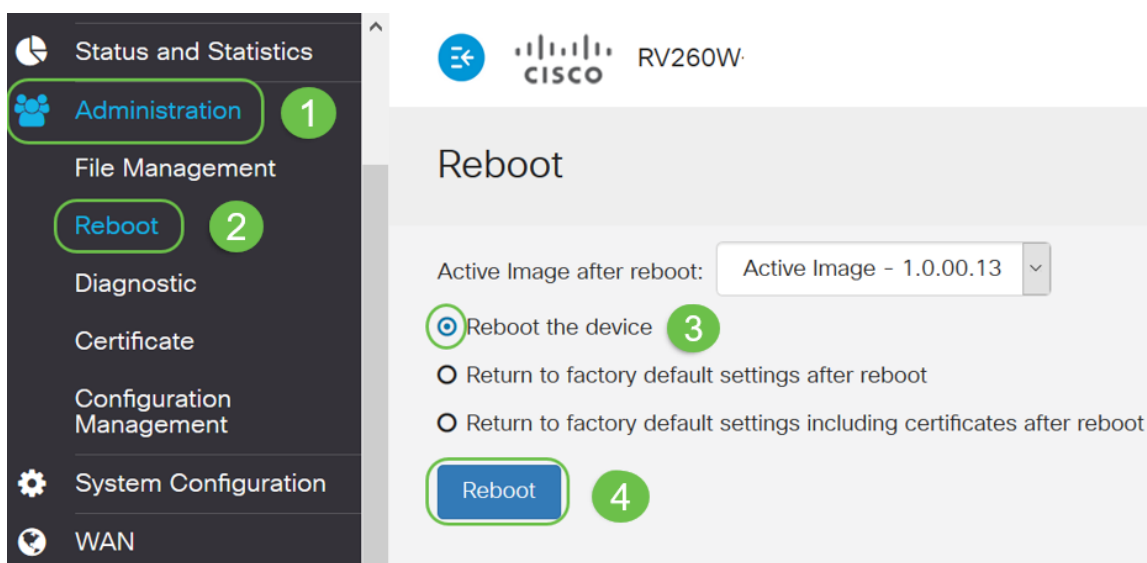 Status and Statistics
Administration
1
File Management
Reboot
2
Diagnostic
Certificate
Configuration
Management
System Configuration
WAN
CISCO
RV260W
Reboot
Active Image after reboot:
Active Image - 1.0.00.13
Reboot the device
3
Return to factory default settings after reboot
Return to factory default settings including certificates after reboot
Reboot
4